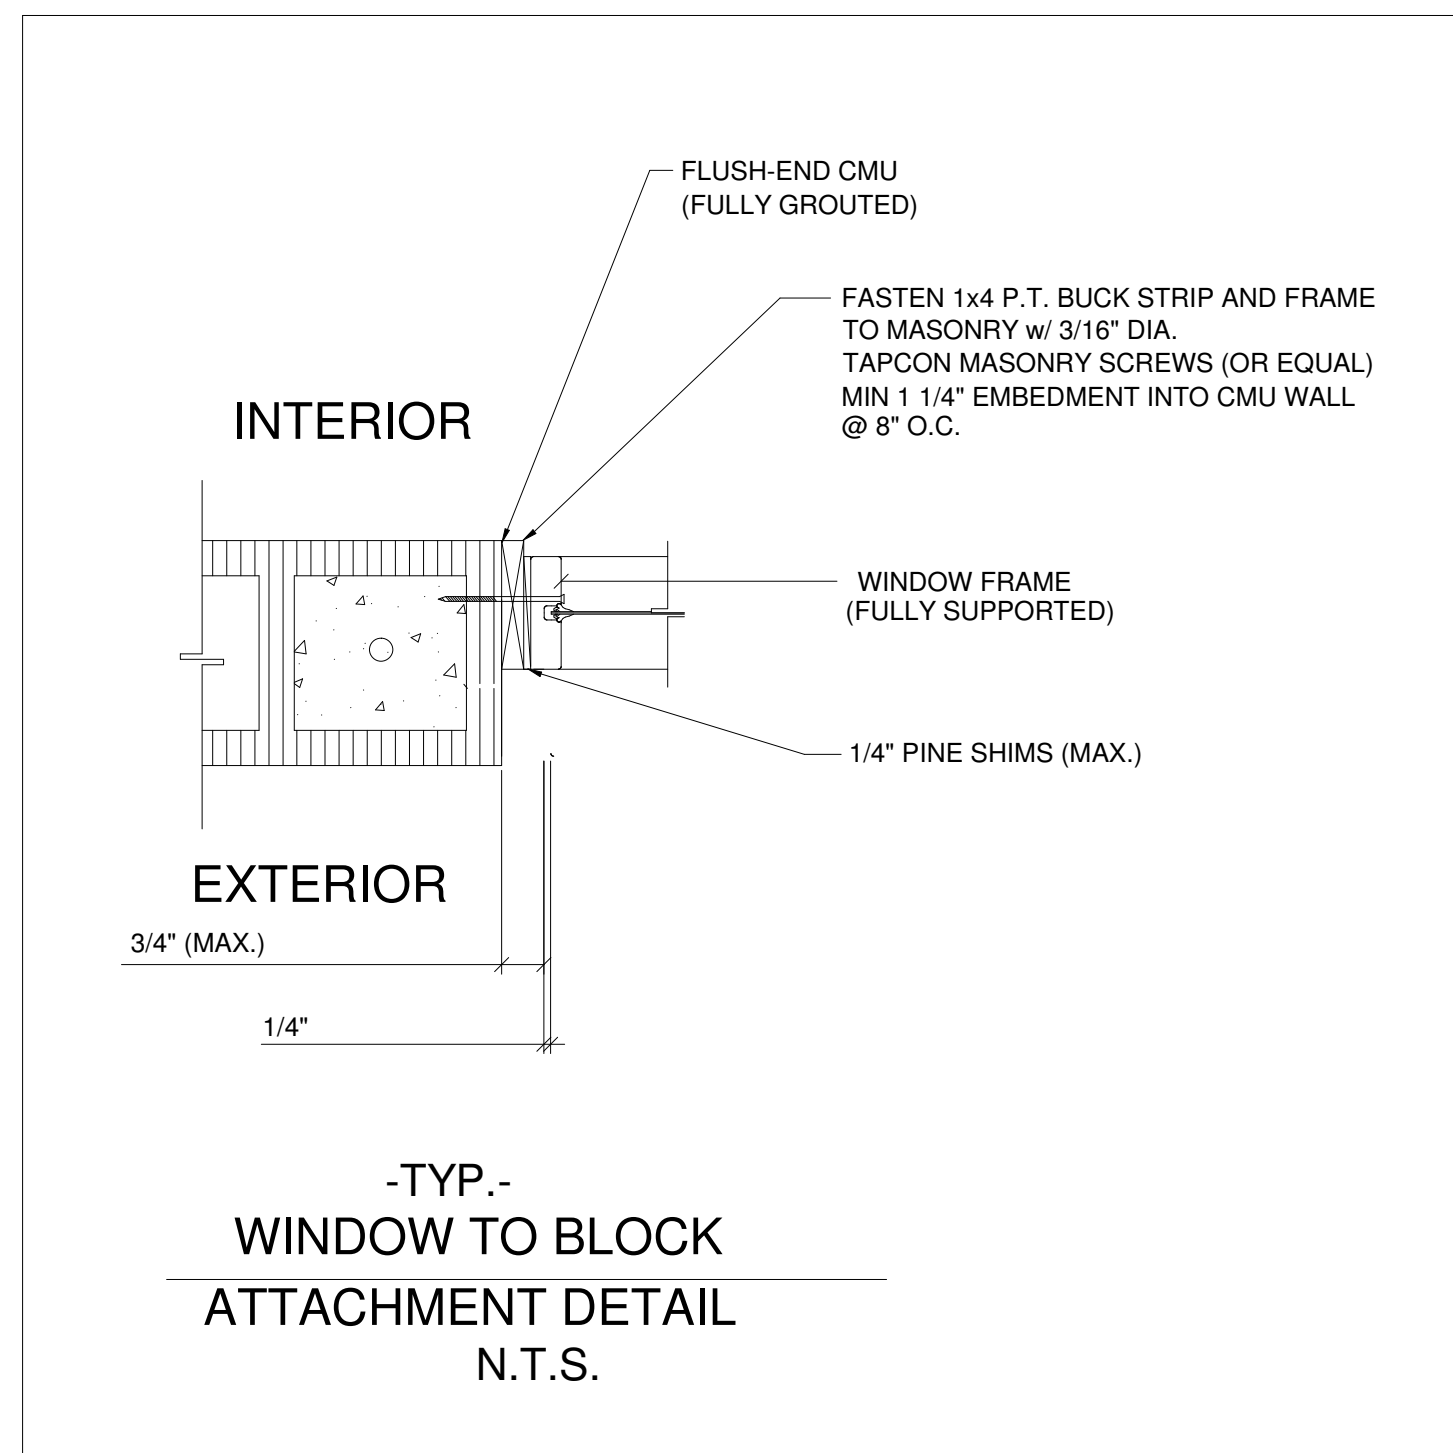 FLUSH-END CMU
(FULLY GROUTED)
FASTEN 1x4 P.T. BUCK STRIP AND FRAME
TO MASONRY w/ 3/16" DIA.
TAPCON MASONRY SCREWS (OR EQUAL)
MIN 1 1/4" EMBEDMENT INTO CMU WALL
@ 8" O.C.
INTERIOR
WINDOW FRAME
(FULLY SUPPORTED)
1/4" PINE SHIMS (MAX.)
EXTERIOR
3/4" (MAX.)
1/4"
-TYP.-
WINDOW TO BLOCK
ATTACHMENT DETAIL
N.T.S.